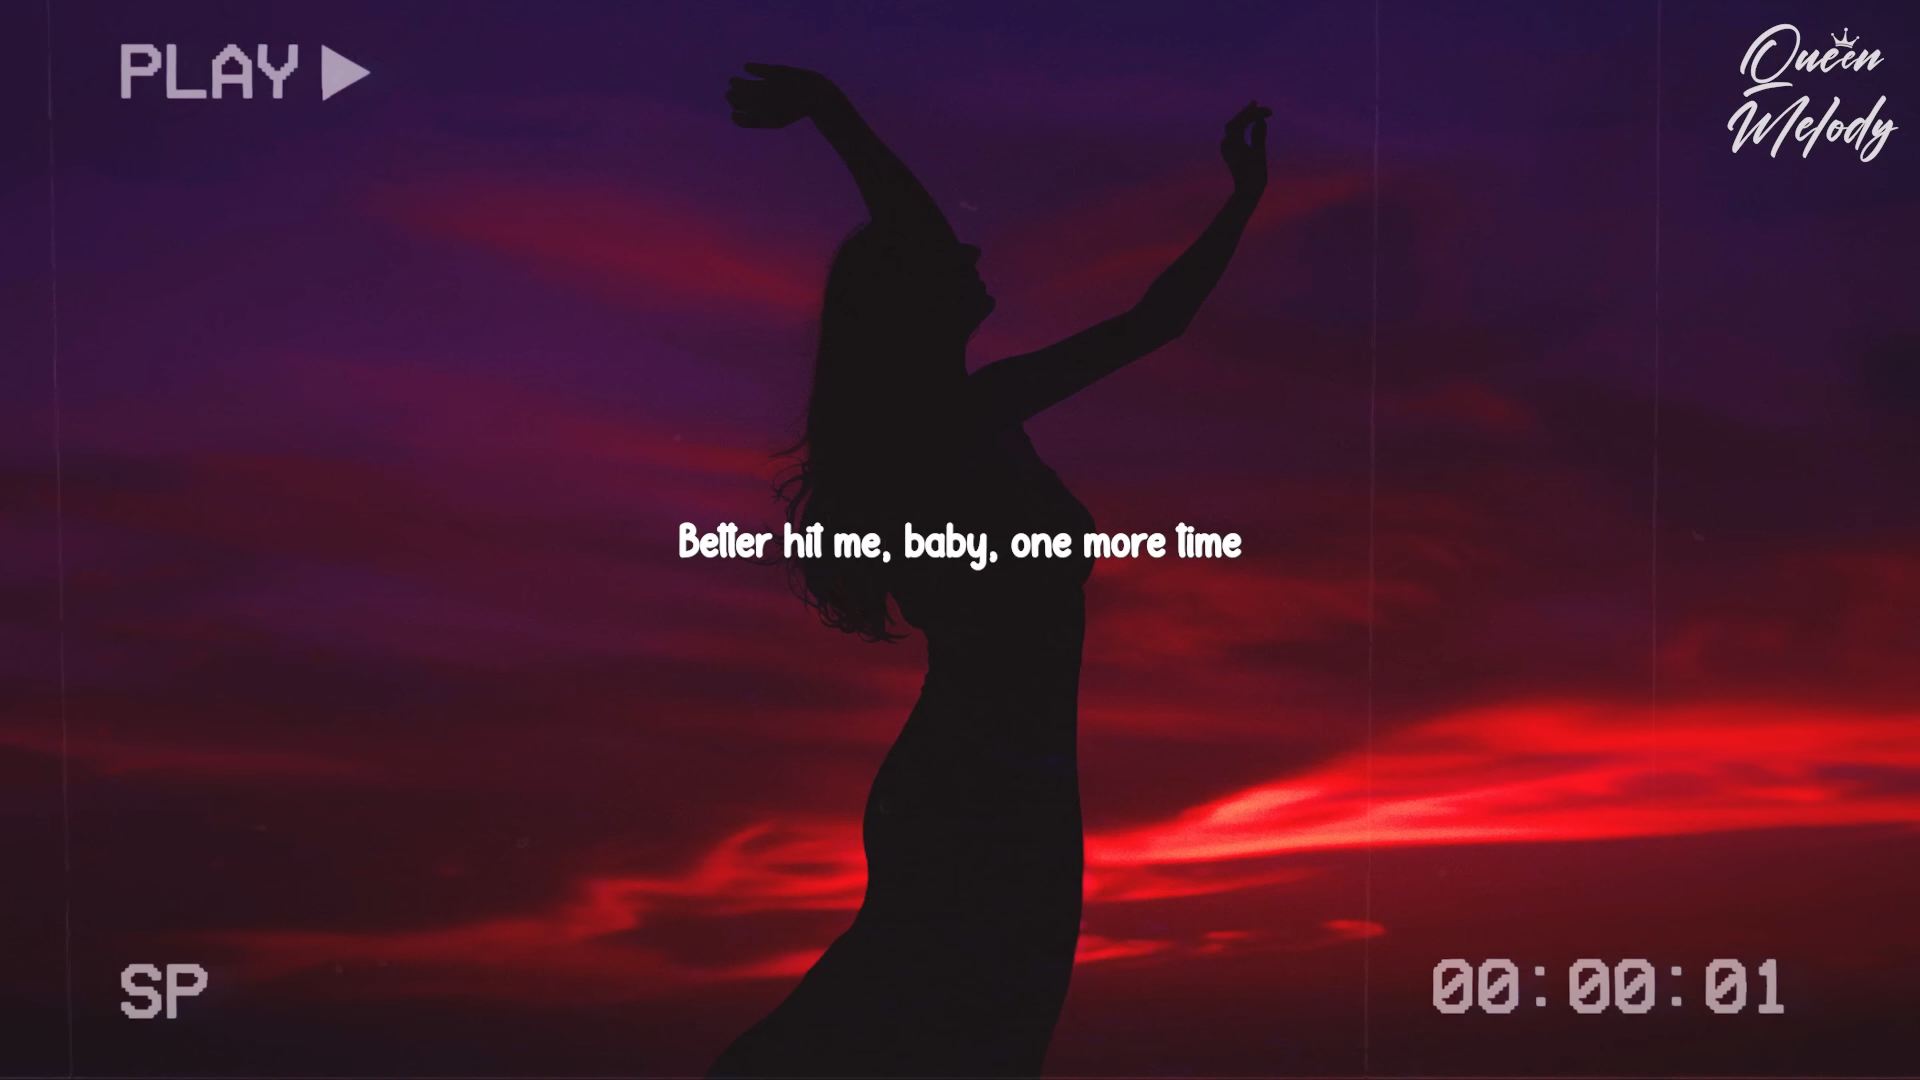 PLAY
Queen
Melody
Better hit me, baby, one more time
SP
00:00:01